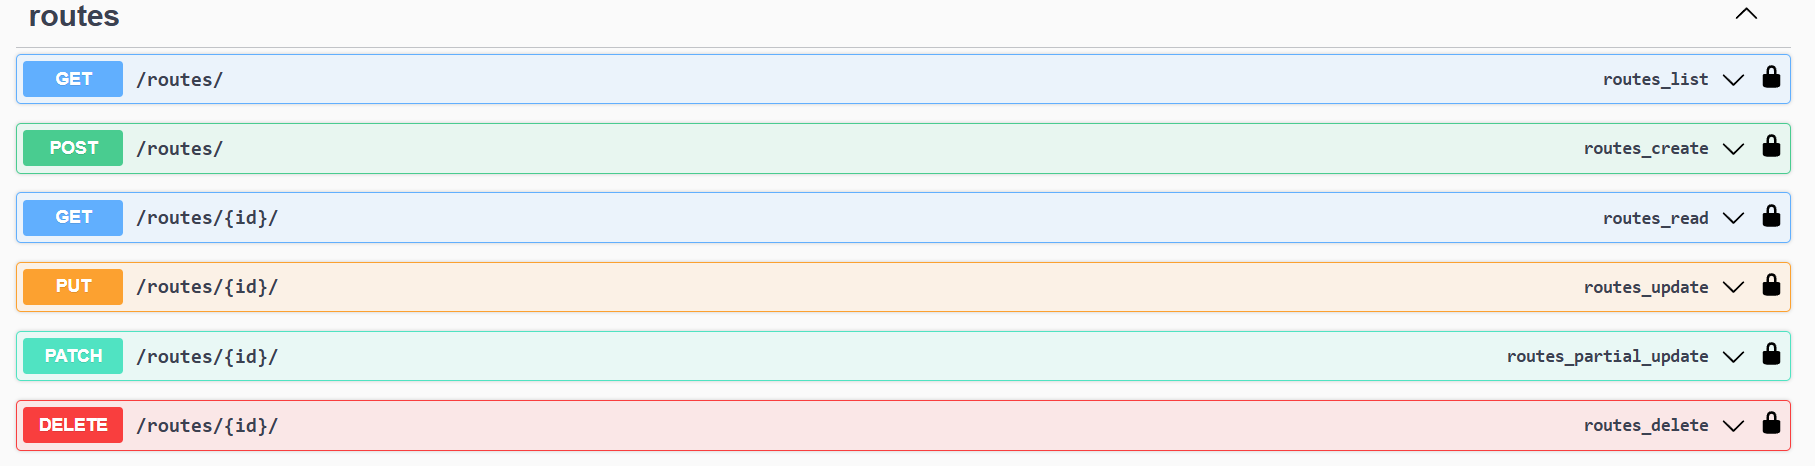 routes
GET /routes/ routes_list
POST /routes/ routes_create
GET /routes/{id}/ routes_read
PUT /routes/{id}/ routes_update
PATCH /routes/{id}/ routes_partial_update
DELETE /routes/{id}/ routes_delete